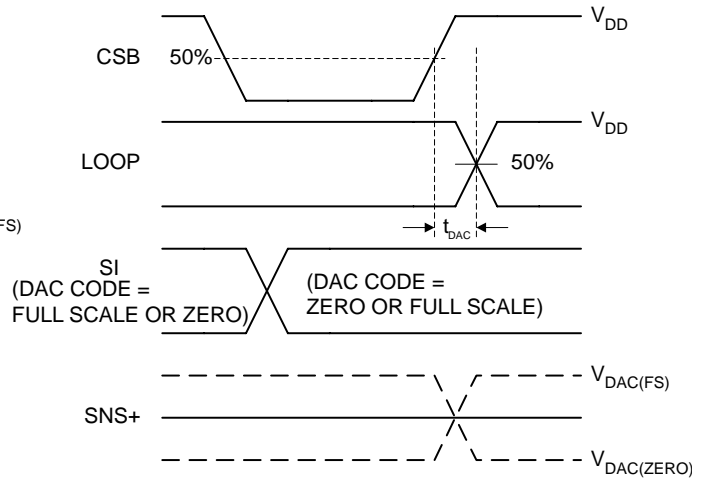 V_DD
CSB 50%
V_DD
LOOP 50%
FS)
t_DAC
SI
(DAC CODE =
FULL SCALE OR ZERO)
(DAC CODE =
ZERO OR FULL SCALE)
V_DAC(FS)
SNS+
V_DAC(ZERO)